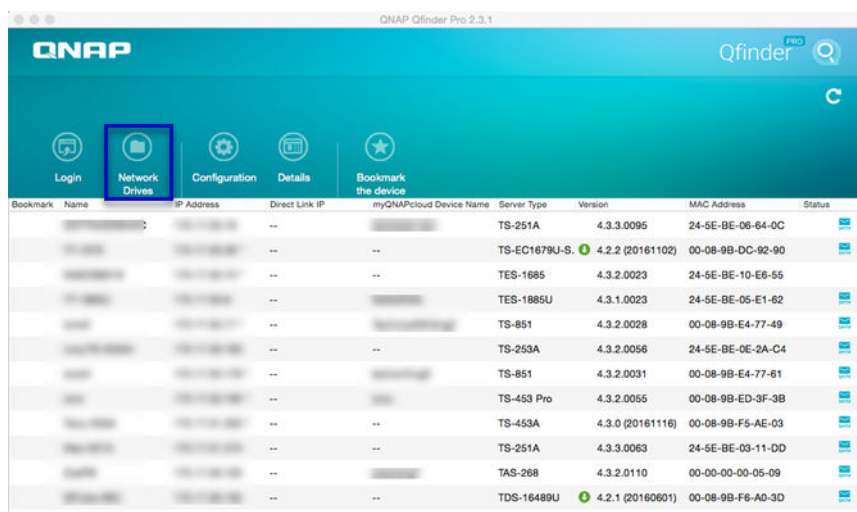 QNAP Qfinder Pro 2.3.1
QNAP
Qfinder PRO
Login
Network Drives
Configuration
Details
Bookmark the device
Bookmark Name IP Address Direct Link IP myQNAPcloud Device Name Server Type Version MAC Address Status
-- TS-251A 4.3.3.0095 24-5E-BE-06-64-0C
-- -- TS-EC1679U-S. 4.2.2 (20161102) 00-08-9B-DC-92-90
-- -- TES-1685 4.3.2.0023 24-5E-BE-10-E6-55
-- TES-1885U 4.3.1.0023 24-5E-BE-05-E1-62
-- TS-851 4.3.2.0028 00-08-9B-E4-77-49
-- -- TS-253A 4.3.2.0056 24-5E-BE-0E-2A-C4
-- TS-851 4.3.2.0031 00-08-9B-E4-77-61
-- TS-453 Pro 4.3.2.0055 00-08-9B-ED-3F-3B
-- -- TS-453A 4.3.0 (20161116) 00-08-9B-F5-AE-03
-- -- TS-251A 4.3.3.0063 24-5E-BE-03-11-DD
-- TAS-268 4.3.2.0110 00-00-00-00-05-09
-- -- TDS-16489U 4.2.1 (20160601) 00-08-9B-F6-A0-3D